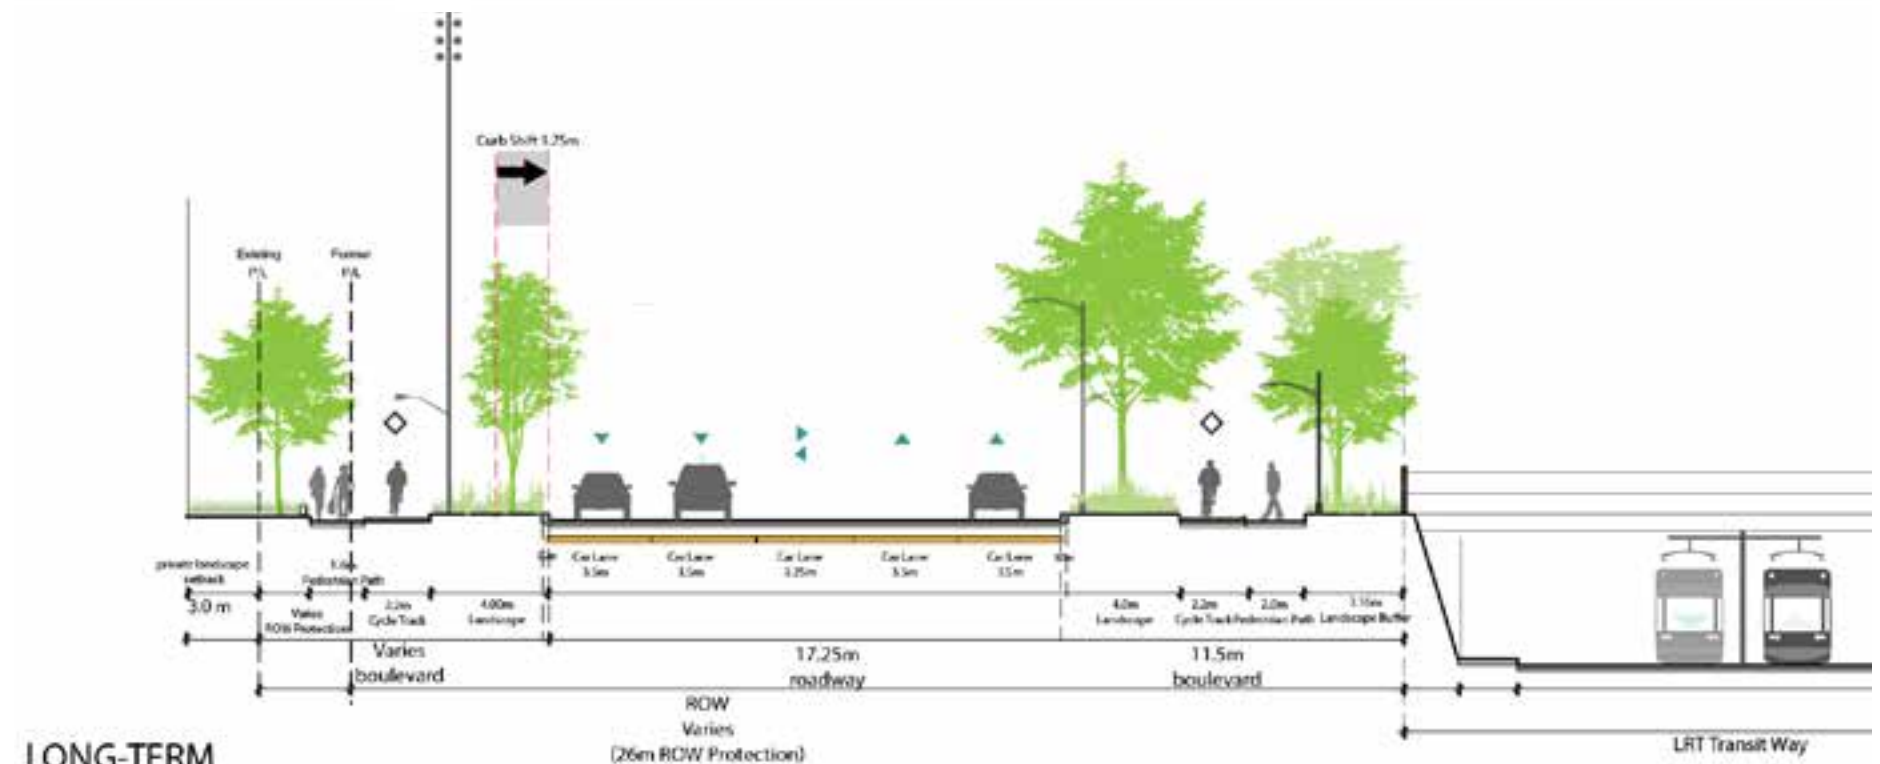 Curb Shift 1.75m
Existing
P/L
Former
P/L
Car Lane
3.5m
Car Lane
3.5m
Car Lane
3.25m
Car Lane
3.5m
Car Lane
3.5m
private landscape
setback
Pedestrian Path
3.0 m
Varies
ROW Protection
2.2m
Cycle Track
4.00m
Landscape
4.0m
Landscape
2.2m
Cycle Track
2.0m
Pedestrian Path
Landscape Buffer
Varies
boulevard
17.25m
roadway
11.5m
boulevard
ROW
Varies
(26m ROW Protection)
LRT Transit Way
LONG-TERM